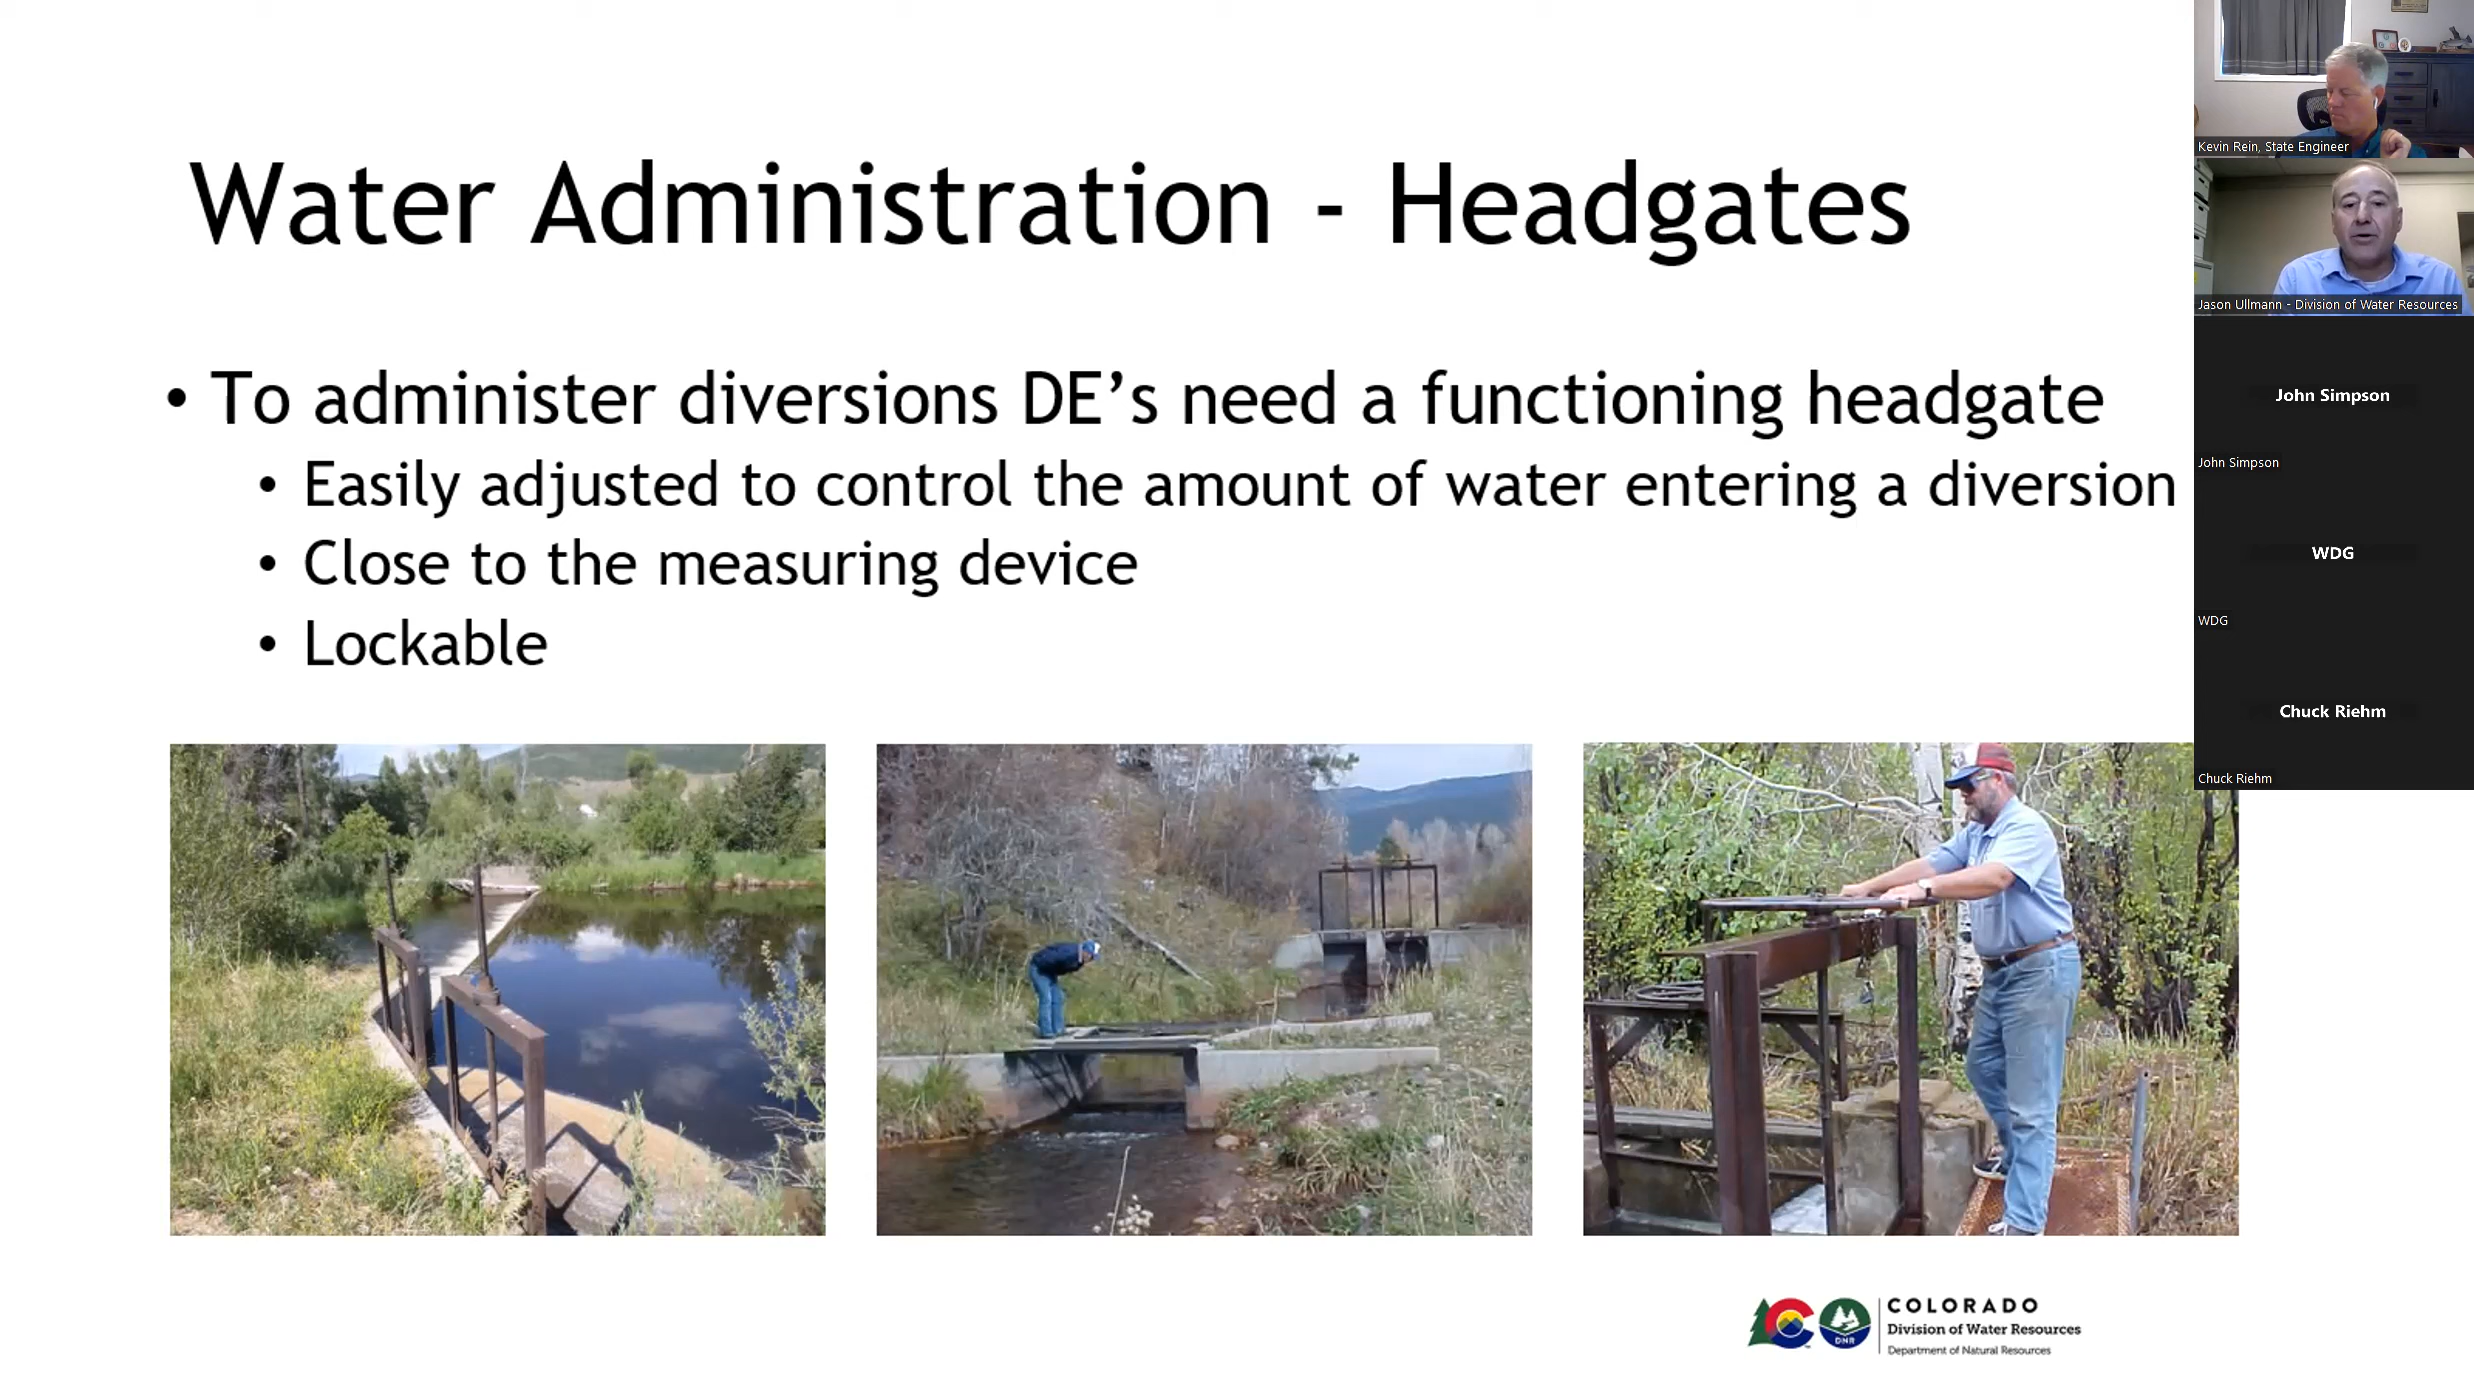 Water Administration - Headgates
• To administer diversions DE’s need a functioning headgate
• Easily adjusted to control the amount of water entering a diversion
• Close to the measuring device
• Lockable
COLORADO
Division of Water Resources
Department of Natural Resources
DNR
Kevin Rein, State Engineer
Jason Ullmann - Division of Water Resources
John Simpson
John Simpson
WDG
WDG
Chuck Riehm
Chuck Riehm